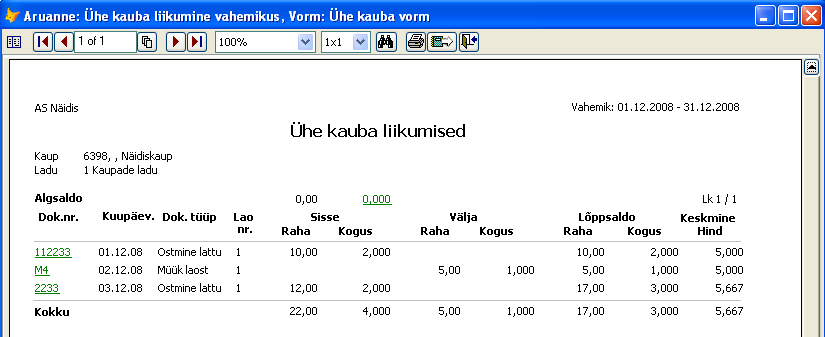 Aruanne: Ühe kauba liikumine vahemikus, Vorm: Ühe kauba vorm
1 of 1 100% 1x1
AS Näidis Vahemik: 01.12.2008 - 31.12.2008
Ühe kauba liikumised
Kaup 6398, , Näidiskaup
Ladu 1 Kaupade ladu
Algsaldo 0,00 0,000 Lk 1 / 1
Dok.nr. Kuupäev. Dok. tüüp Lao nr. Sisse Välja Lõppsaldo Keskmine Hind
Raha Kogus Raha Kogus Raha Kogus
112233 01.12.08 Ostmine lattu 1 10,00 2,000 10,00 2,000 5,000
M4 02.12.08 Müük laost 1 5,00 1,000 5,00 1,000 5,000
2233 03.12.08 Ostmine lattu 1 12,00 2,000 17,00 3,000 5,667
Kokku 22,00 4,000 5,00 1,000 17,00 3,000 5,667